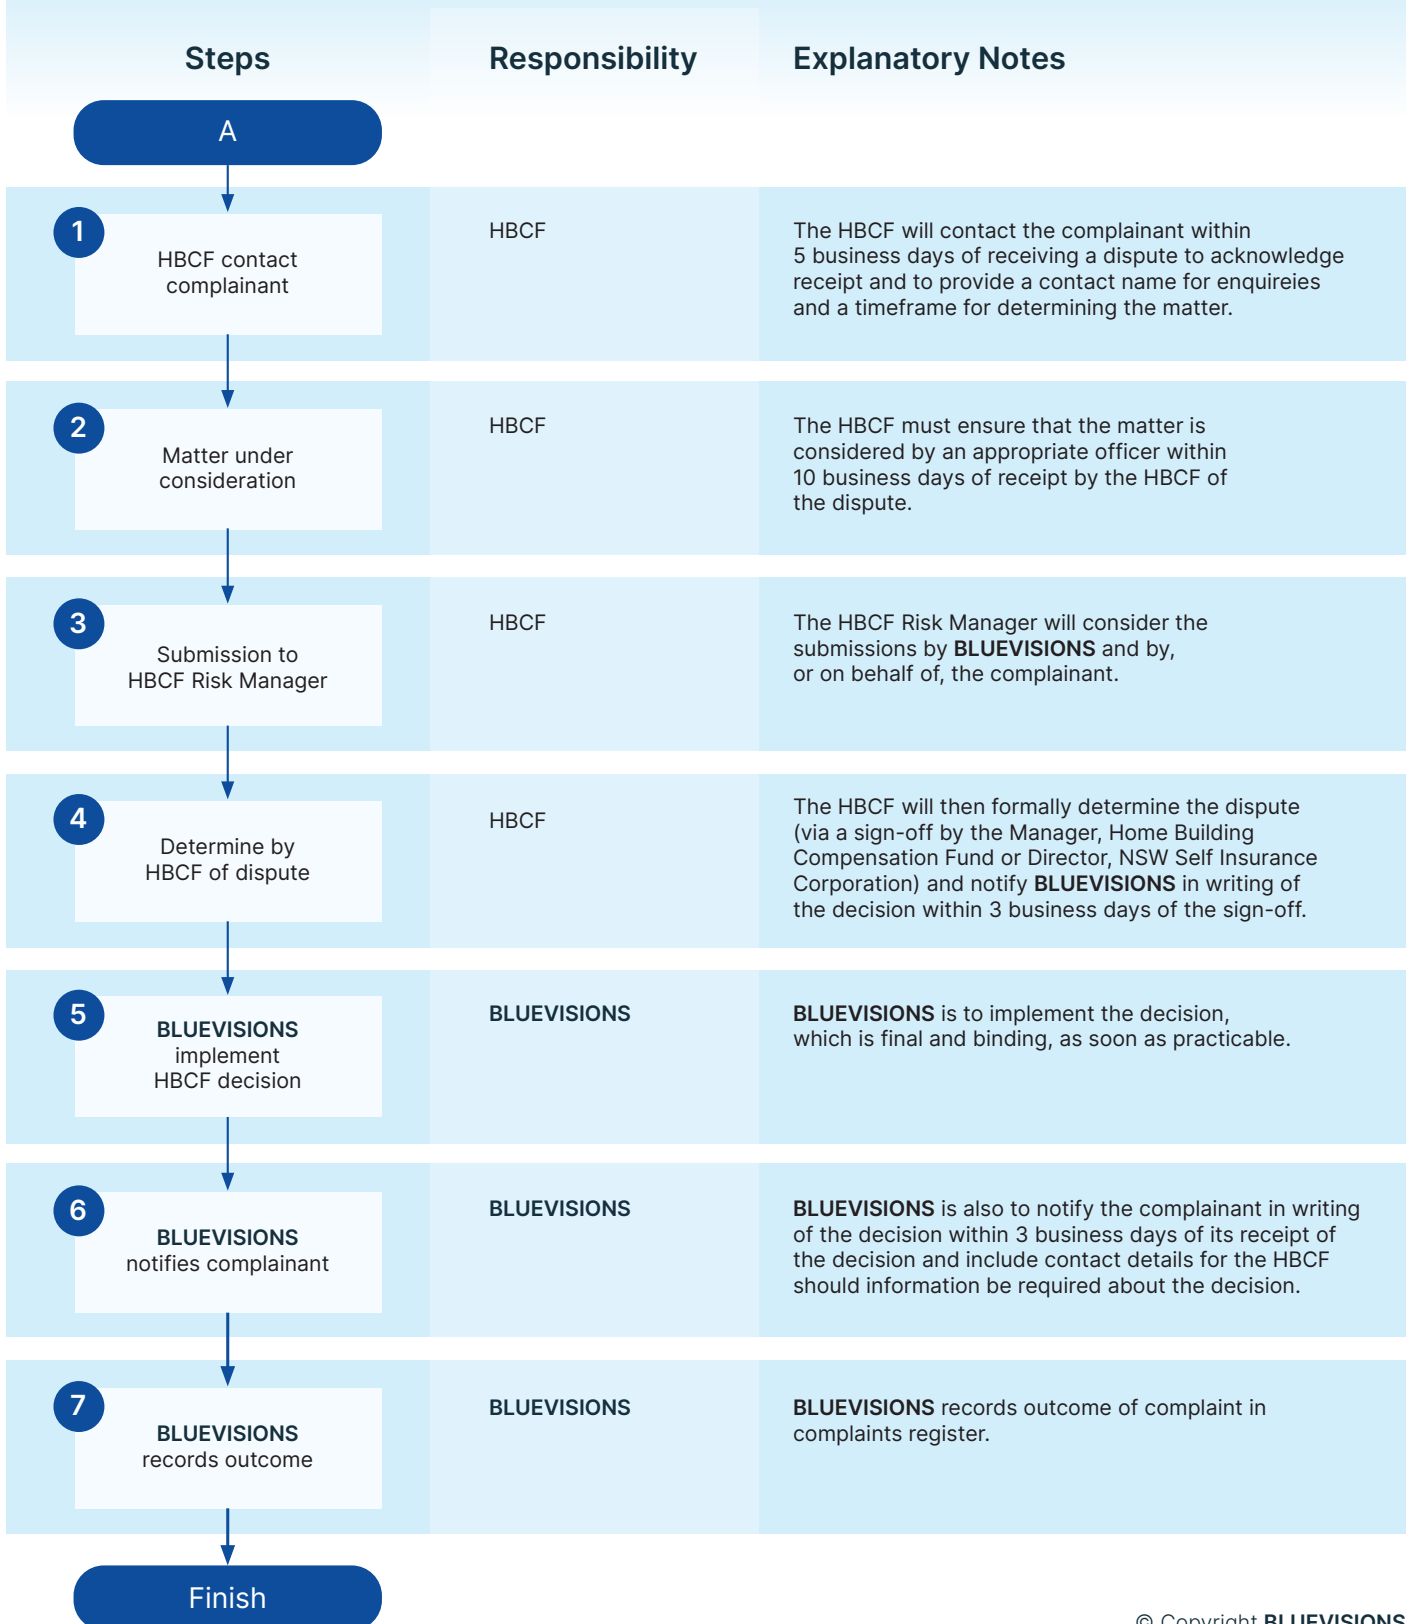 Steps
Responsibility
Explanatory Notes
A
1
HBCF contact
complainant
HBCF
The HBCF will contact the complainant within
5 business days of receiving a dispute to acknowledge
receipt and to provide a contact name for enquireies
and a timeframe for determining the matter.
2
Matter under
consideration
HBCF
The HBCF must ensure that the matter is
considered by an appropriate officer within
10 business days of receipt by the HBCF of
the dispute.
3
Submission to
HBCF Risk Manager
HBCF
The HBCF Risk Manager will consider the
submissions by BLUEVISIONS and by,
or on behalf of, the complainant.
4
Determine by
HBCF of dispute
HBCF
The HBCF will then formally determine the dispute
(via a sign-off by the Manager, Home Building
Compensation Fund or Director, NSW Self Insurance
Corporation) and notify BLUEVISIONS in writing of
the decision within 3 business days of the sign-off.
5
BLUEVISIONS
implement
HBCF decision
BLUEVISIONS
BLUEVISIONS is to implement the decision,
which is final and binding, as soon as practicable.
6
BLUEVISIONS
notifies complainant
BLUEVISIONS
BLUEVISIONS is also to notify the complainant in writing
of the decision within 3 business days of its receipt of
the decision and include contact details for the HBCF
should information be required about the decision.
7
BLUEVISIONS
records outcome
BLUEVISIONS
BLUEVISIONS records outcome of complaint in
complaints register.
Finish
© Copyright BLUEVISIONS